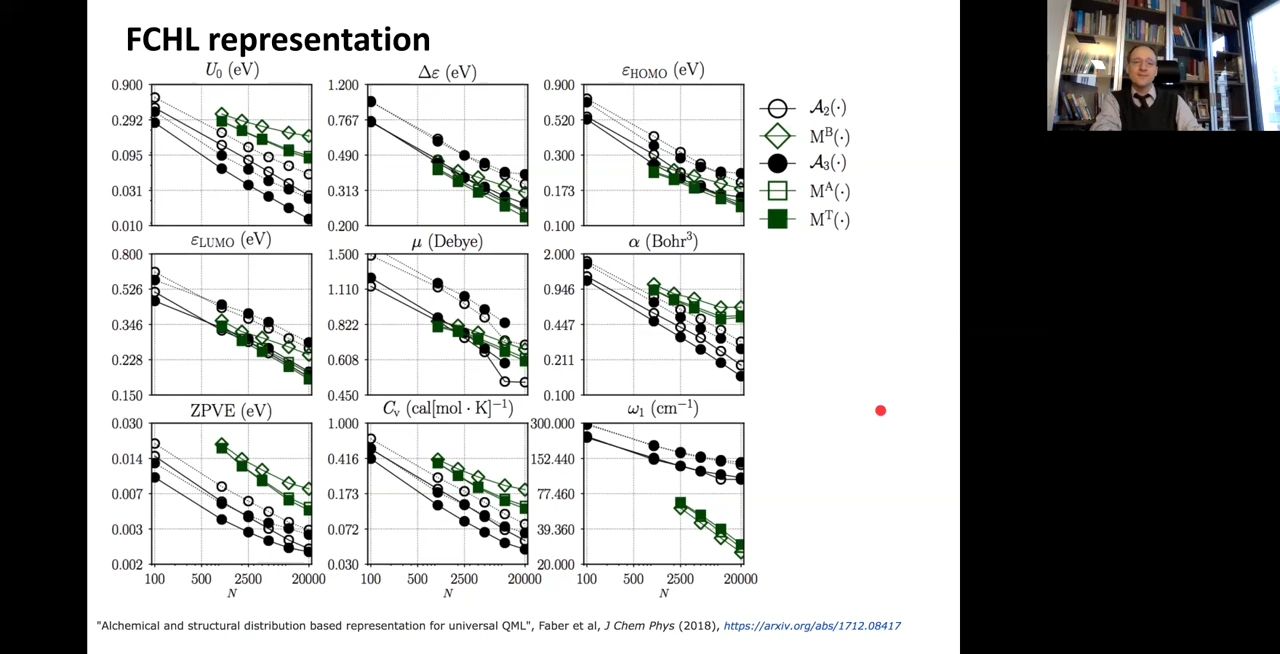 FCHL representation
U₀ (eV)
Δε (eV)
ε_HOMO (eV)
0.900
0.292
0.095
0.031
0.010
1.200
0.767
0.490
0.313
0.200
0.900
0.520
0.300
0.173
0.100
𝒜₂(·)
Mᴮ(·)
𝒜₃(·)
Mᴬ(·)
Mᵀ(·)
ε_LUMO (eV)
μ (Debye)
α (Bohr³)
0.800
0.526
0.346
0.228
0.150
1.500
1.110
0.822
0.608
0.450
2.000
0.946
0.447
0.211
0.100
ZPVE (eV)
C_v (cal[mol · K]⁻¹)
ω₁ (cm⁻¹)
0.030
0.014
0.007
0.003
0.002
1.000
0.416
0.173
0.072
0.030
300.000
152.440
77.460
39.360
20.000
100 500 2500 20000
N
100 500 2500 20000
N
100 500 2500 20000
N
"Alchemical and structural distribution based representation for universal QML", Faber et al, J Chem Phys (2018), https://arxiv.org/abs/1712.08417